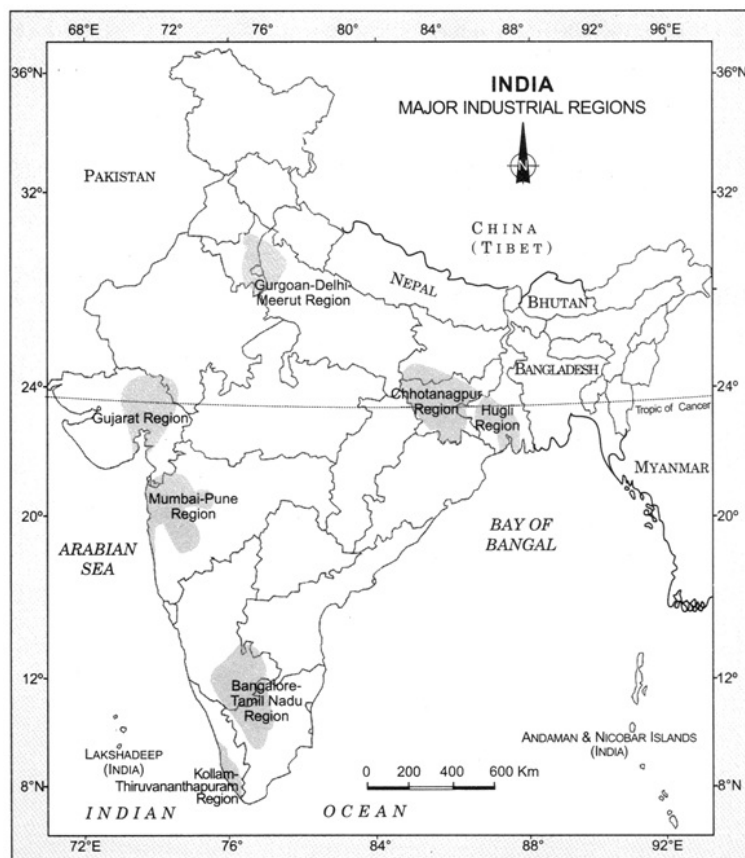 68°E 72° 76° 80° 84° 88° 92° 96°E
36°N
36°N
INDIA
MAJOR INDUSTRIAL REGIONS
N
PAKISTAN
32°
32°
CHINA
(TIBET)
NEPAL
Gurgoan-Delhi-
Meerut Region
BHUTAN
BANGLADESH
24°
24°
Chhotanagpur
Region
Hugli
Region
Tropic of Cancer
Gujarat Region
MYANMAR
Mumbai-Pune
Region
20°
20°
BAY OF
BANGAL
ARABIAN
SEA
12°
12°
Bangalore-
Tamil Nadu
Region
ANDAMAN & NICOBAR ISLANDS
(INDIA)
LAKSHADEEP
(INDIA)
Kollam-
Thiruvananthapuram
Region
8°
8°
0 200 400 600 Km
INDIAN OCEAN
72°E 76° 84° 88° 92°E